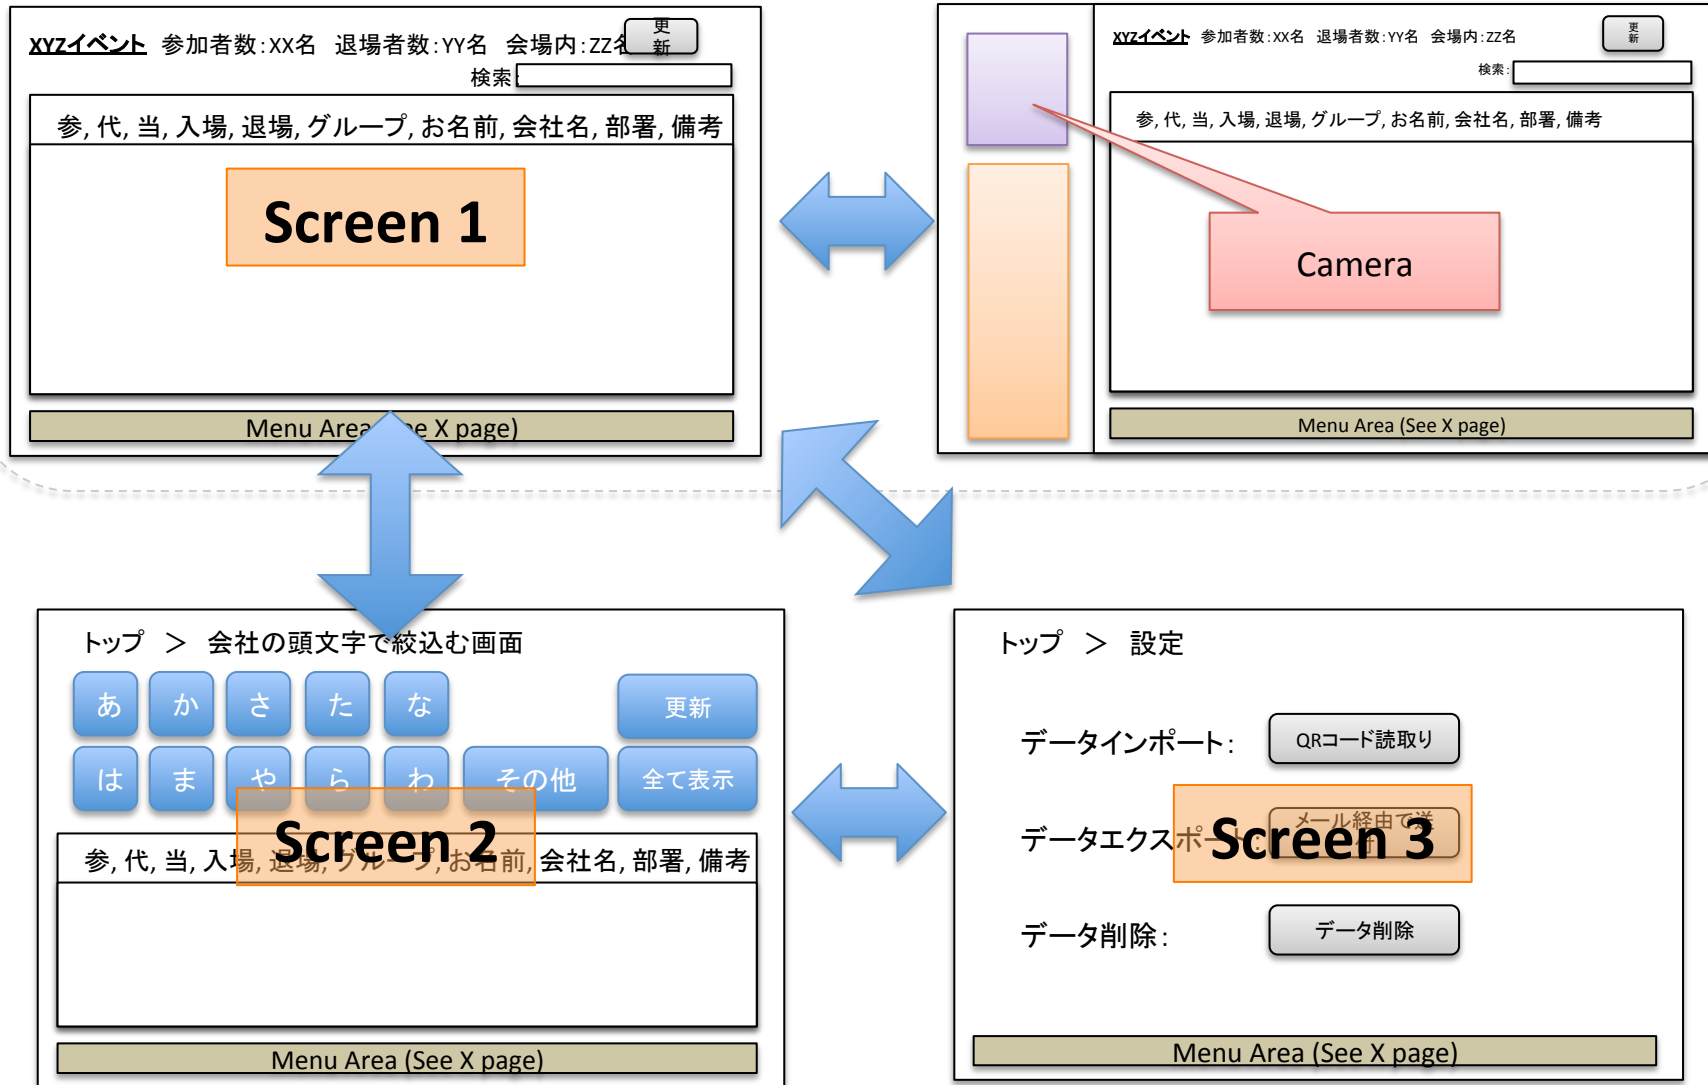 XYZイベント 参加者数：XX名 退場者数：YY名 会場内：ZZ名
更
新
検索：
参, 代, 当, 入場, 退場, グループ, お名前, 会社名, 部署, 備考
Screen 1
Menu Area (See X page)
XYZイベント 参加者数：XX名 退場者数：YY名 会場内：ZZ名
更
新
検索：
参, 代, 当, 入場, 退場, グループ, お名前, 会社名, 部署, 備考
Camera
Menu Area (See X page)
トップ ＞ 会社の頭文字で絞込む画面
あ か さ た な 更新
は ま や ら わ その他 全て表示
Screen 2
参, 代, 当, 入場, 退場, グループ, お名前, 会社名, 部署, 備考
Menu Area (See X page)
トップ ＞ 設定
データインポート： QRコード読取り
データエクスポート： メール経由で送
付
Screen 3
データ削除： データ削除
Menu Area (See X page)